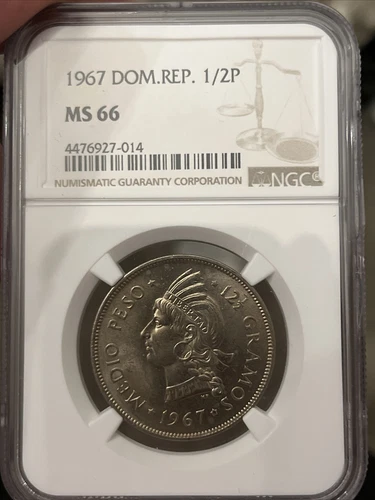 1967 DOM.REP. 1/2P
MS 66
4476927-014
NUMISMATIC GUARANTY CORPORATION NGC®
MEDIO PESO ★ 12½ GRAMOS
LIBERTAD
★ 1967 ★